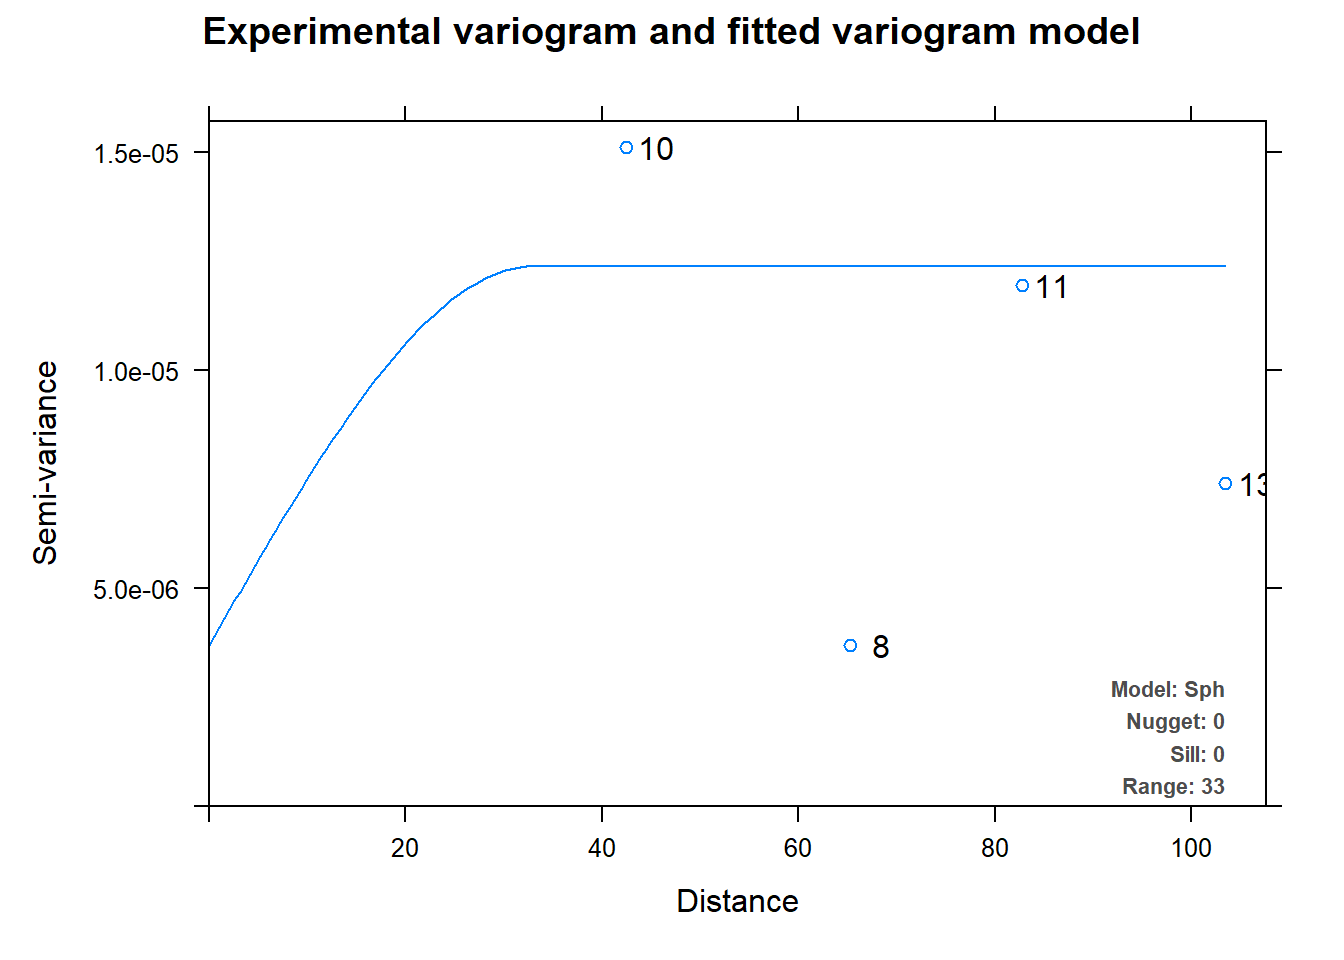 Experimental variogram and fitted variogram model
1.5e-05
1.0e-05
5.0e-06
Semi-variance
10
11
13
8
Model: Sph
Nugget: 0
Sill: 0
Range: 33
20 40 60 80 100
Distance